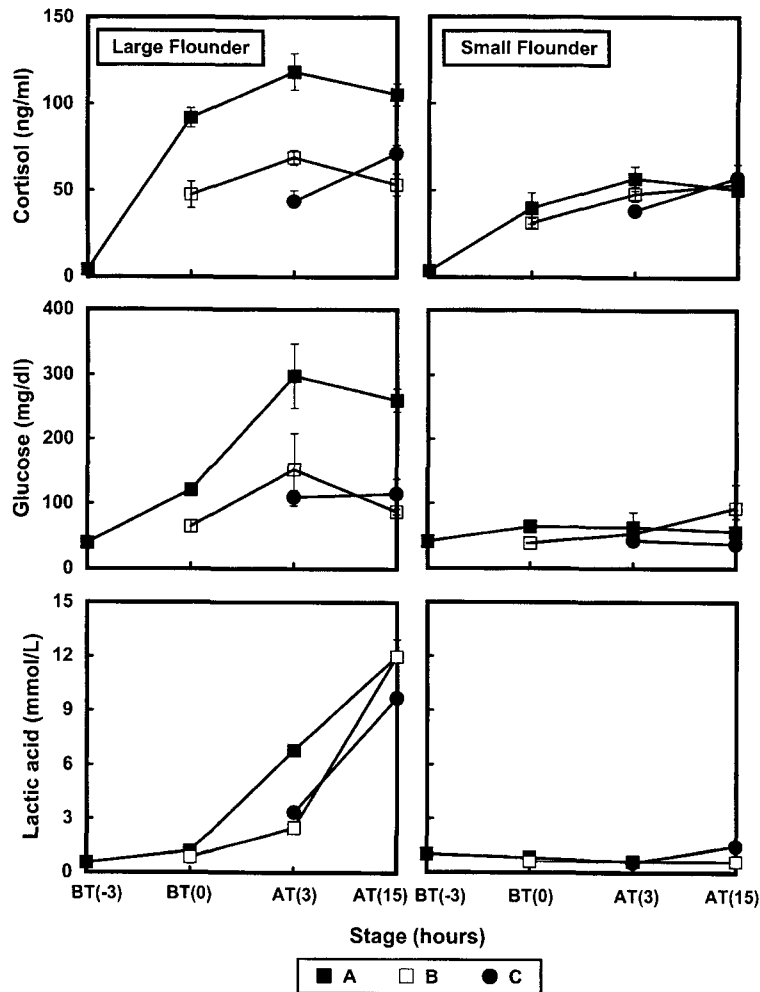 Large Flounder
Small Flounder
Cortisol (ng/ml)
150
100
50
0
Glucose (mg/dl)
400
300
200
100
0
Lactic acid (mmol/L)
15
12
9
6
3
0
BT(-3) BT(0) AT(3) AT(15) BT(-3) BT(0) AT(3) AT(15)
Stage (hours)
A B C